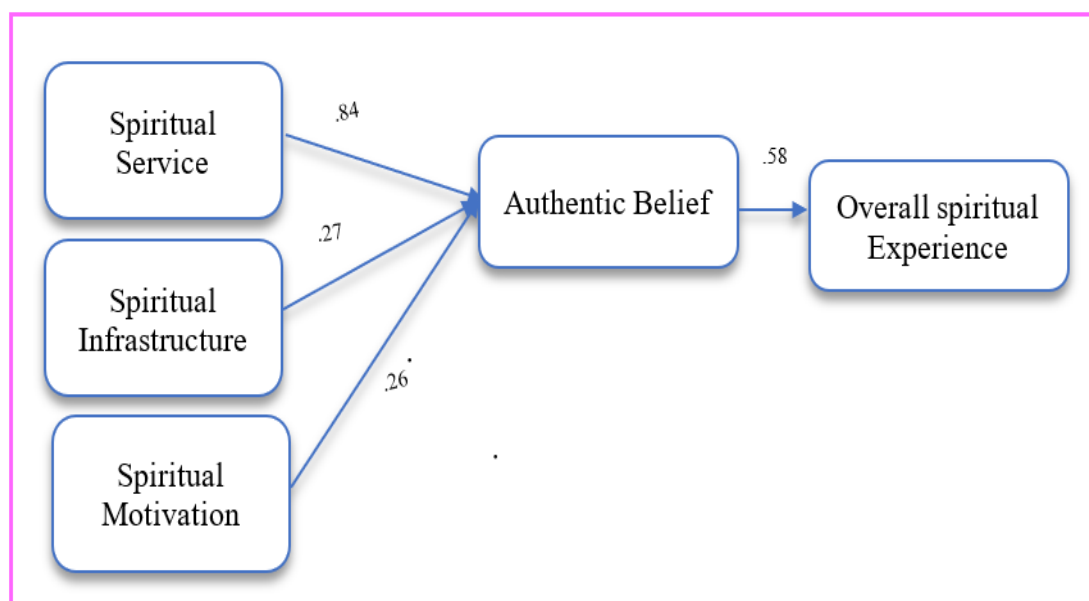 Spiritual
Service
.84
Spiritual
Infrastructure
.27
Spiritual
Motivation
.26
Authentic Belief
.58
Overall spiritual
Experience